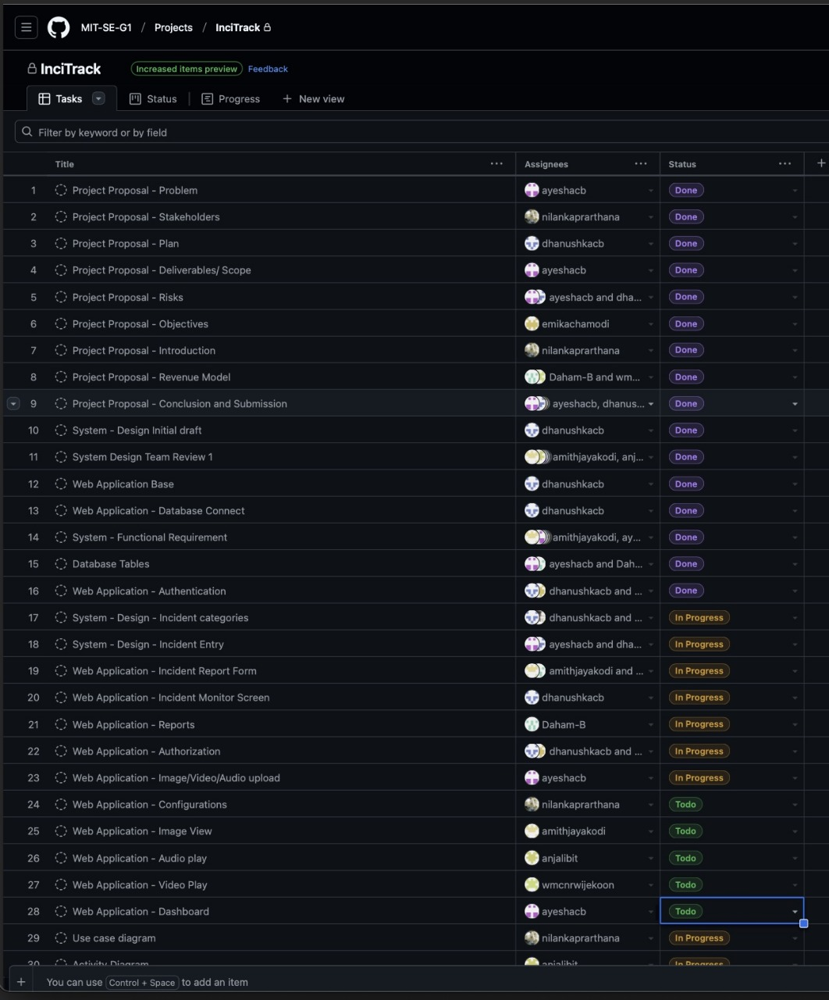 MIT-SE-G1 / Projects / InciTrack
InciTrack Increased items preview Feedback
Tasks Status Progress + New view
Filter by keyword or by field
Title ... Assignees ... Status ... +
1 Project Proposal - Problem ayeshacb Done
2 Project Proposal - Stakeholders nilankaprarthana Done
3 Project Proposal - Plan dhanushkacb Done
4 Project Proposal - Deliverables/ Scope ayeshacb Done
5 Project Proposal - Risks ayeshacb and dha... Done
6 Project Proposal - Objectives emikachamodi Done
7 Project Proposal - Introduction nilankaprarthana Done
8 Project Proposal - Revenue Model Daham-B and wm... Done
9 Project Proposal - Conclusion and Submission ayeshacb, dhanus... Done
10 System - Design Initial draft dhanushkacb Done
11 System Design Team Review 1 amithjayakodi, anj... Done
12 Web Application Base dhanushkacb Done
13 Web Application - Database Connect dhanushkacb Done
14 System - Functional Requirement amithjayakodi, ay... Done
15 Database Tables ayeshacb and Dah... Done
16 Web Application - Authentication dhanushkacb and ... Done
17 System - Design - Incident categories dhanushkacb and ... In Progress
18 System - Design - Incident Entry ayeshacb and dha... In Progress
19 Web Application - Incident Report Form amithjayakodi and ... In Progress
20 Web Application - Incident Monitor Screen dhanushkacb In Progress
21 Web Application - Reports Daham-B In Progress
22 Web Application - Authorization dhanushkacb and ... In Progress
23 Web Application - Image/Video/Audio upload ayeshacb In Progress
24 Web Application - Configurations nilankaprarthana Todo
25 Web Application - Image View amithjayakodi Todo
26 Web Application - Audio play anjalibit Todo
27 Web Application - Video Play wmcnrwijekoon Todo
28 Web Application - Dashboard ayeshacb Todo
29 Use case diagram nilankaprarthana In Progress
30 Activity Diagram anjalibit In Progress
+ You can use Control + Space to add an item